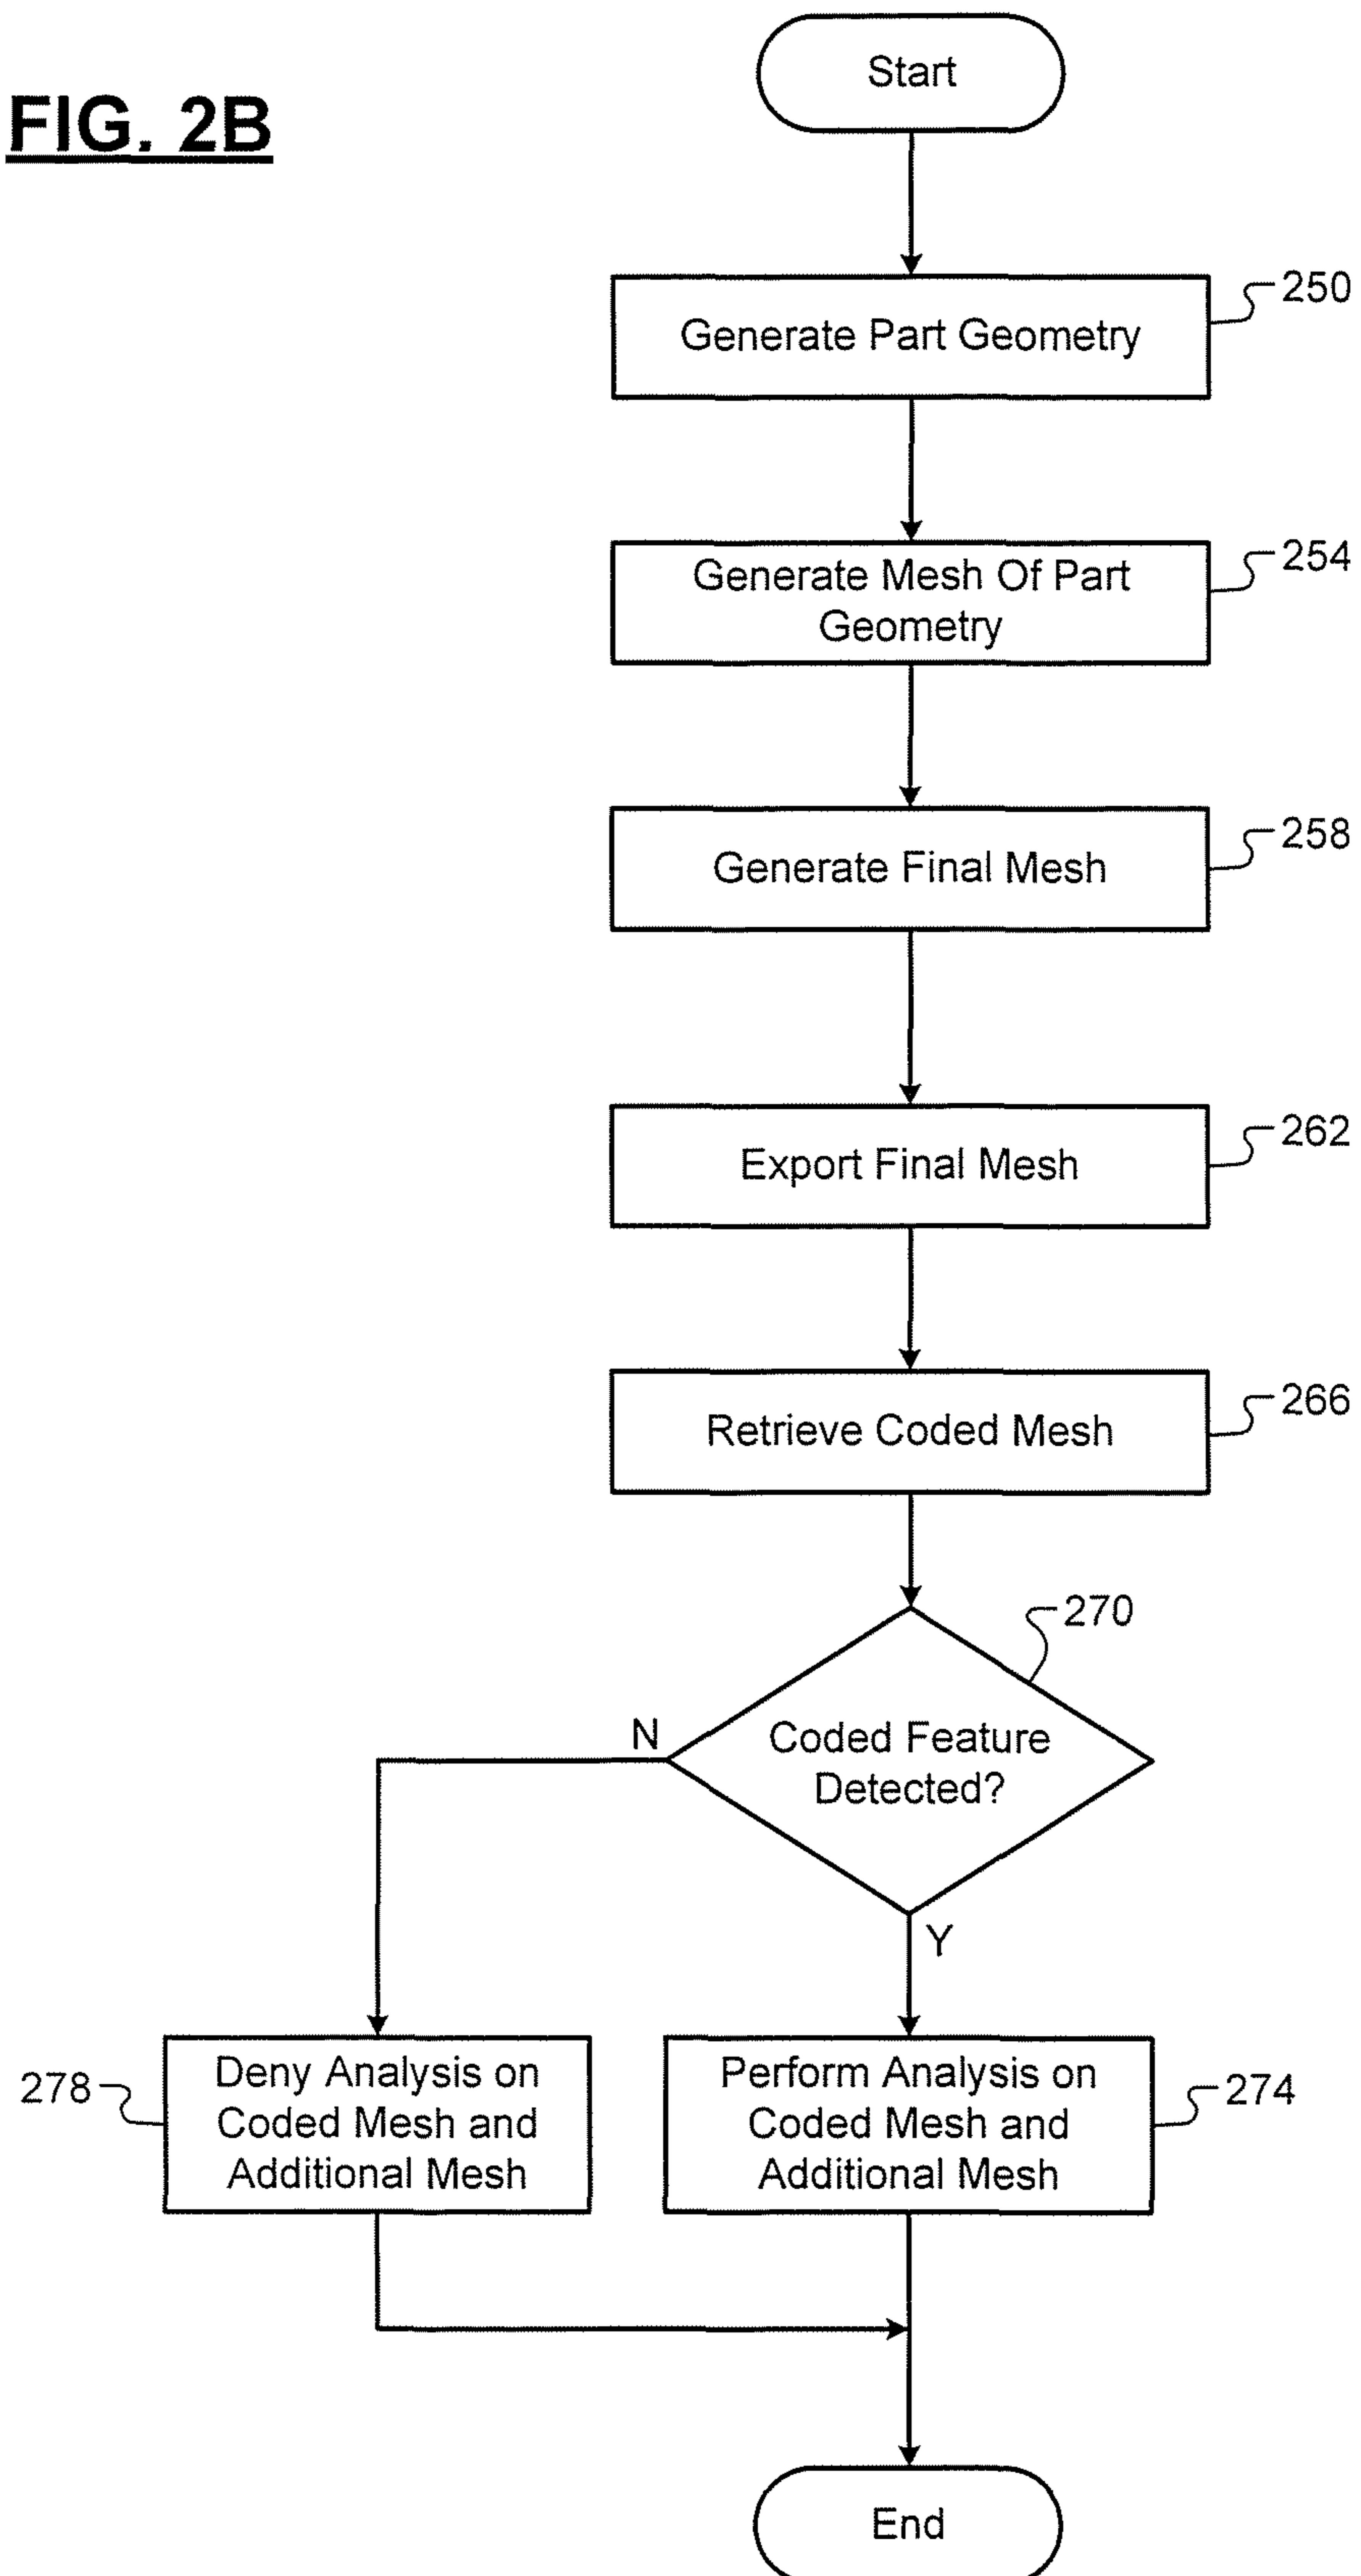 FIG. 2B
Start
250
Generate Part Geometry
254
Generate Mesh Of Part
Geometry
258
Generate Final Mesh
262
Export Final Mesh
266
Retrieve Coded Mesh
270
N
Coded Feature
Detected?
Y
278
Deny Analysis on
Coded Mesh and
Additional Mesh
Perform Analysis on
Coded Mesh and
Additional Mesh
274
End